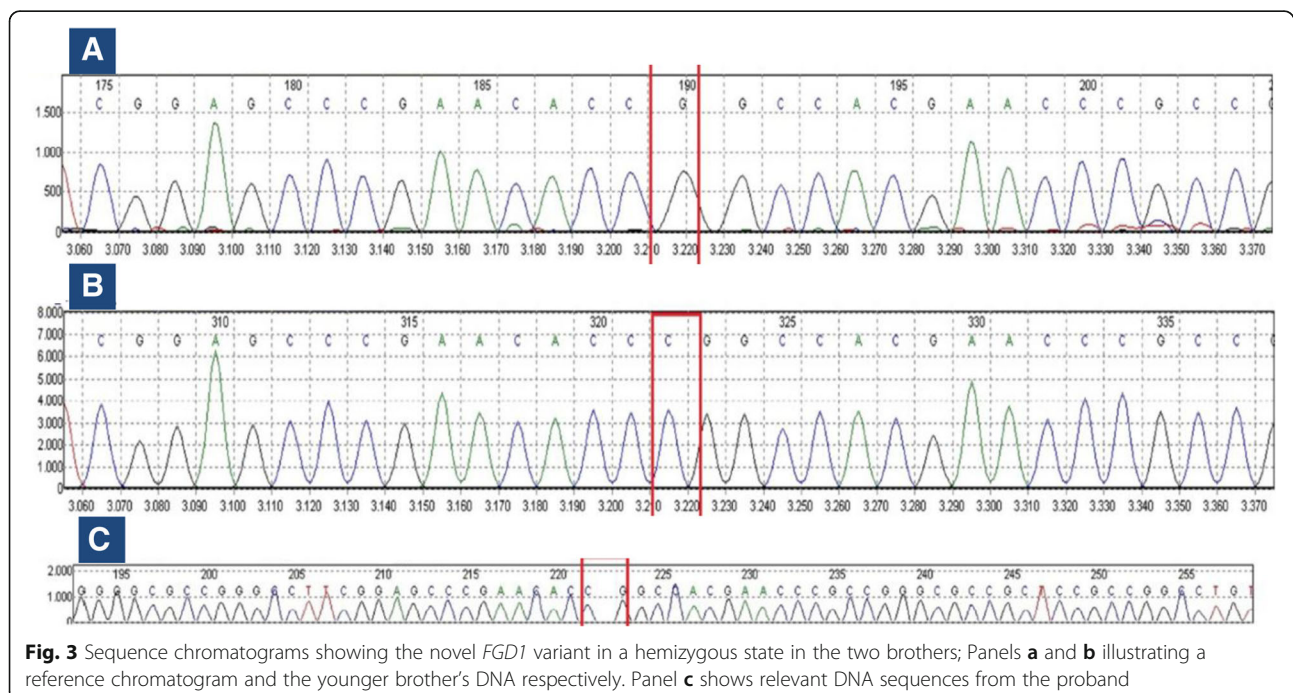 A
175 180 185 190 195 200 2
C G G A G C C C G A A C A C C G G C C A C G A A C C C G C C G
1.500
1.000
500
0
3.060 3.070 3.080 3.090 3.100 3.110 3.120 3.130 3.140 3.150 3.160 3.170 3.180 3.190 3.200 3.210 3.220 3.230 3.240 3.250 3.260 3.270 3.280 3.290 3.300 3.310 3.320 3.330 3.340 3.350 3.360 3.370
B
310 315 320 325 330 335
C G G A G C C C G A A C A C C C G G C C A C G A A C C C G C C G
8.000
7.000
6.000
5.000
4.000
3.000
2.000
1.000
0
3.060 3.070 3.080 3.090 3.100 3.110 3.120 3.130 3.140 3.150 3.160 3.170 3.180 3.190 3.200 3.210 3.220 3.230 3.240 3.250 3.260 3.270 3.280 3.290 3.300 3.310 3.320 3.330 3.340 3.350 3.360 3.370
C
195 200 205 210 215 220 225 230 235 240 245 250 255
2.000
1.000
0
Fig. 3 Sequence chromatograms showing the novel FGD1 variant in a hemizygous state in the two brothers; Panels a and b illustrating a
reference chromatogram and the younger brother's DNA respectively. Panel c shows relevant DNA sequences from the proband